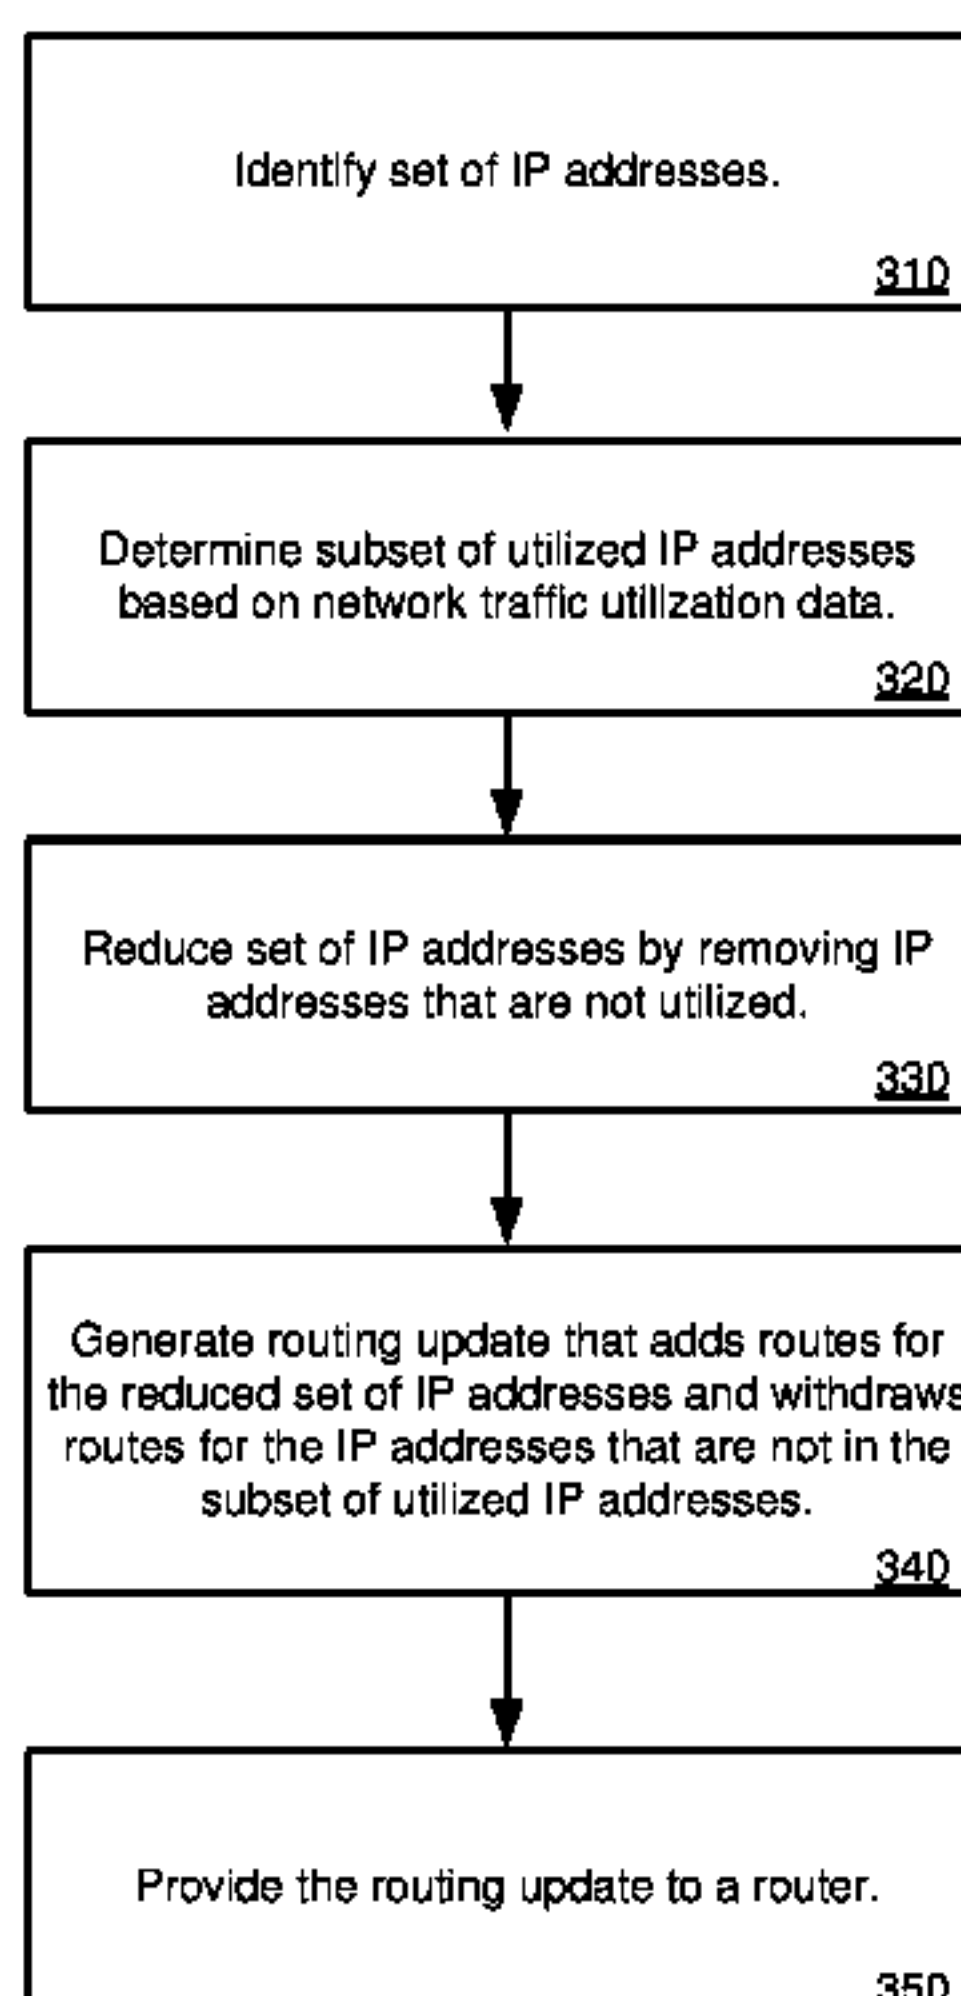 Identify set of IP addresses.
310
Determine subset of utilized IP addresses
based on network traffic utilization data.
320
Reduce set of IP addresses by removing IP
addresses that are not utilized.
330
Generate routing update that adds routes for
the reduced set of IP addresses and withdraws
routes for the IP addresses that are not in the
subset of utilized IP addresses.
340
Provide the routing update to a router.
350